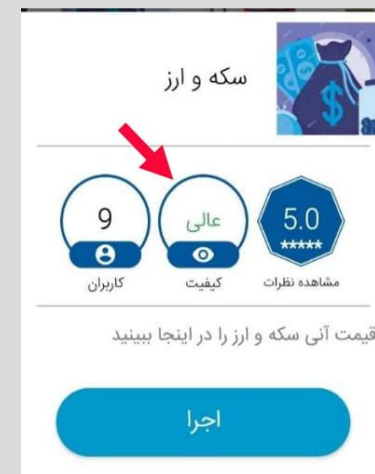 سکه و ارز
5.0
*****
مشاهده نظرات
عالی
کیفیت
9
کاربران
قیمت آنی سکه و ارز را در اینجا ببینید
اجرا